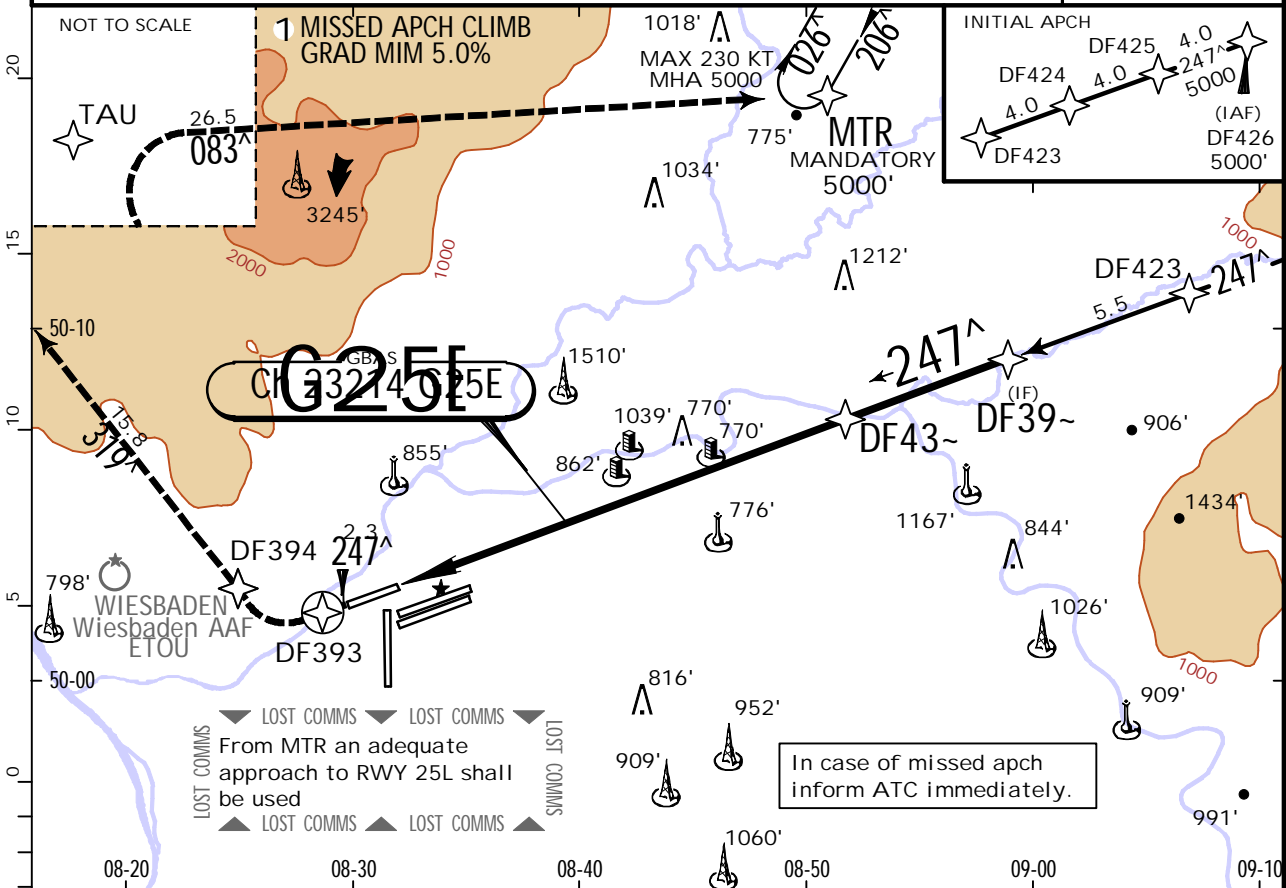 NOT TO SCALE
1 MISSED APCH CLIMB
GRAD MIM 5.0%
1018'
MAX 230 KT
MHA 5000
026^
206^
INITIAL APCH
DF425
4.0
247^
5000
DF424
4.0
4.0
DF423
(IAF)
DF426
5000'
20
TAU
26.5
083^
775'
MTR
MANDATORY
5000'
1034'
3245'
2000
1000
15
1212'
1000
DF423
247^
5.5
50-10
GBAS
Ch 23214 G25E
G25[
1510'
247^
(IF)
DF39~
DF43~
906'
10
15.8
319^
1039'
770'
770'
862'
855'
776'
1167'
1434'
844'
DF394
2.3
247^
798'
WIESBADEN
Wiesbaden AAF
ETOU
5
DF393
1026'
1000
50-00
816'
952'
909'
909'
LOST COMMS LOST COMMS
LOST COMMS
From MTR an adequate
approach to RWY 25L shall
be used
LOST COMMS
LOST COMMS LOST COMMS
In case of missed apch
inform ATC immediately.
0
991'
1060'
08-20 08-30 08-40 08-50 09-00 09-10